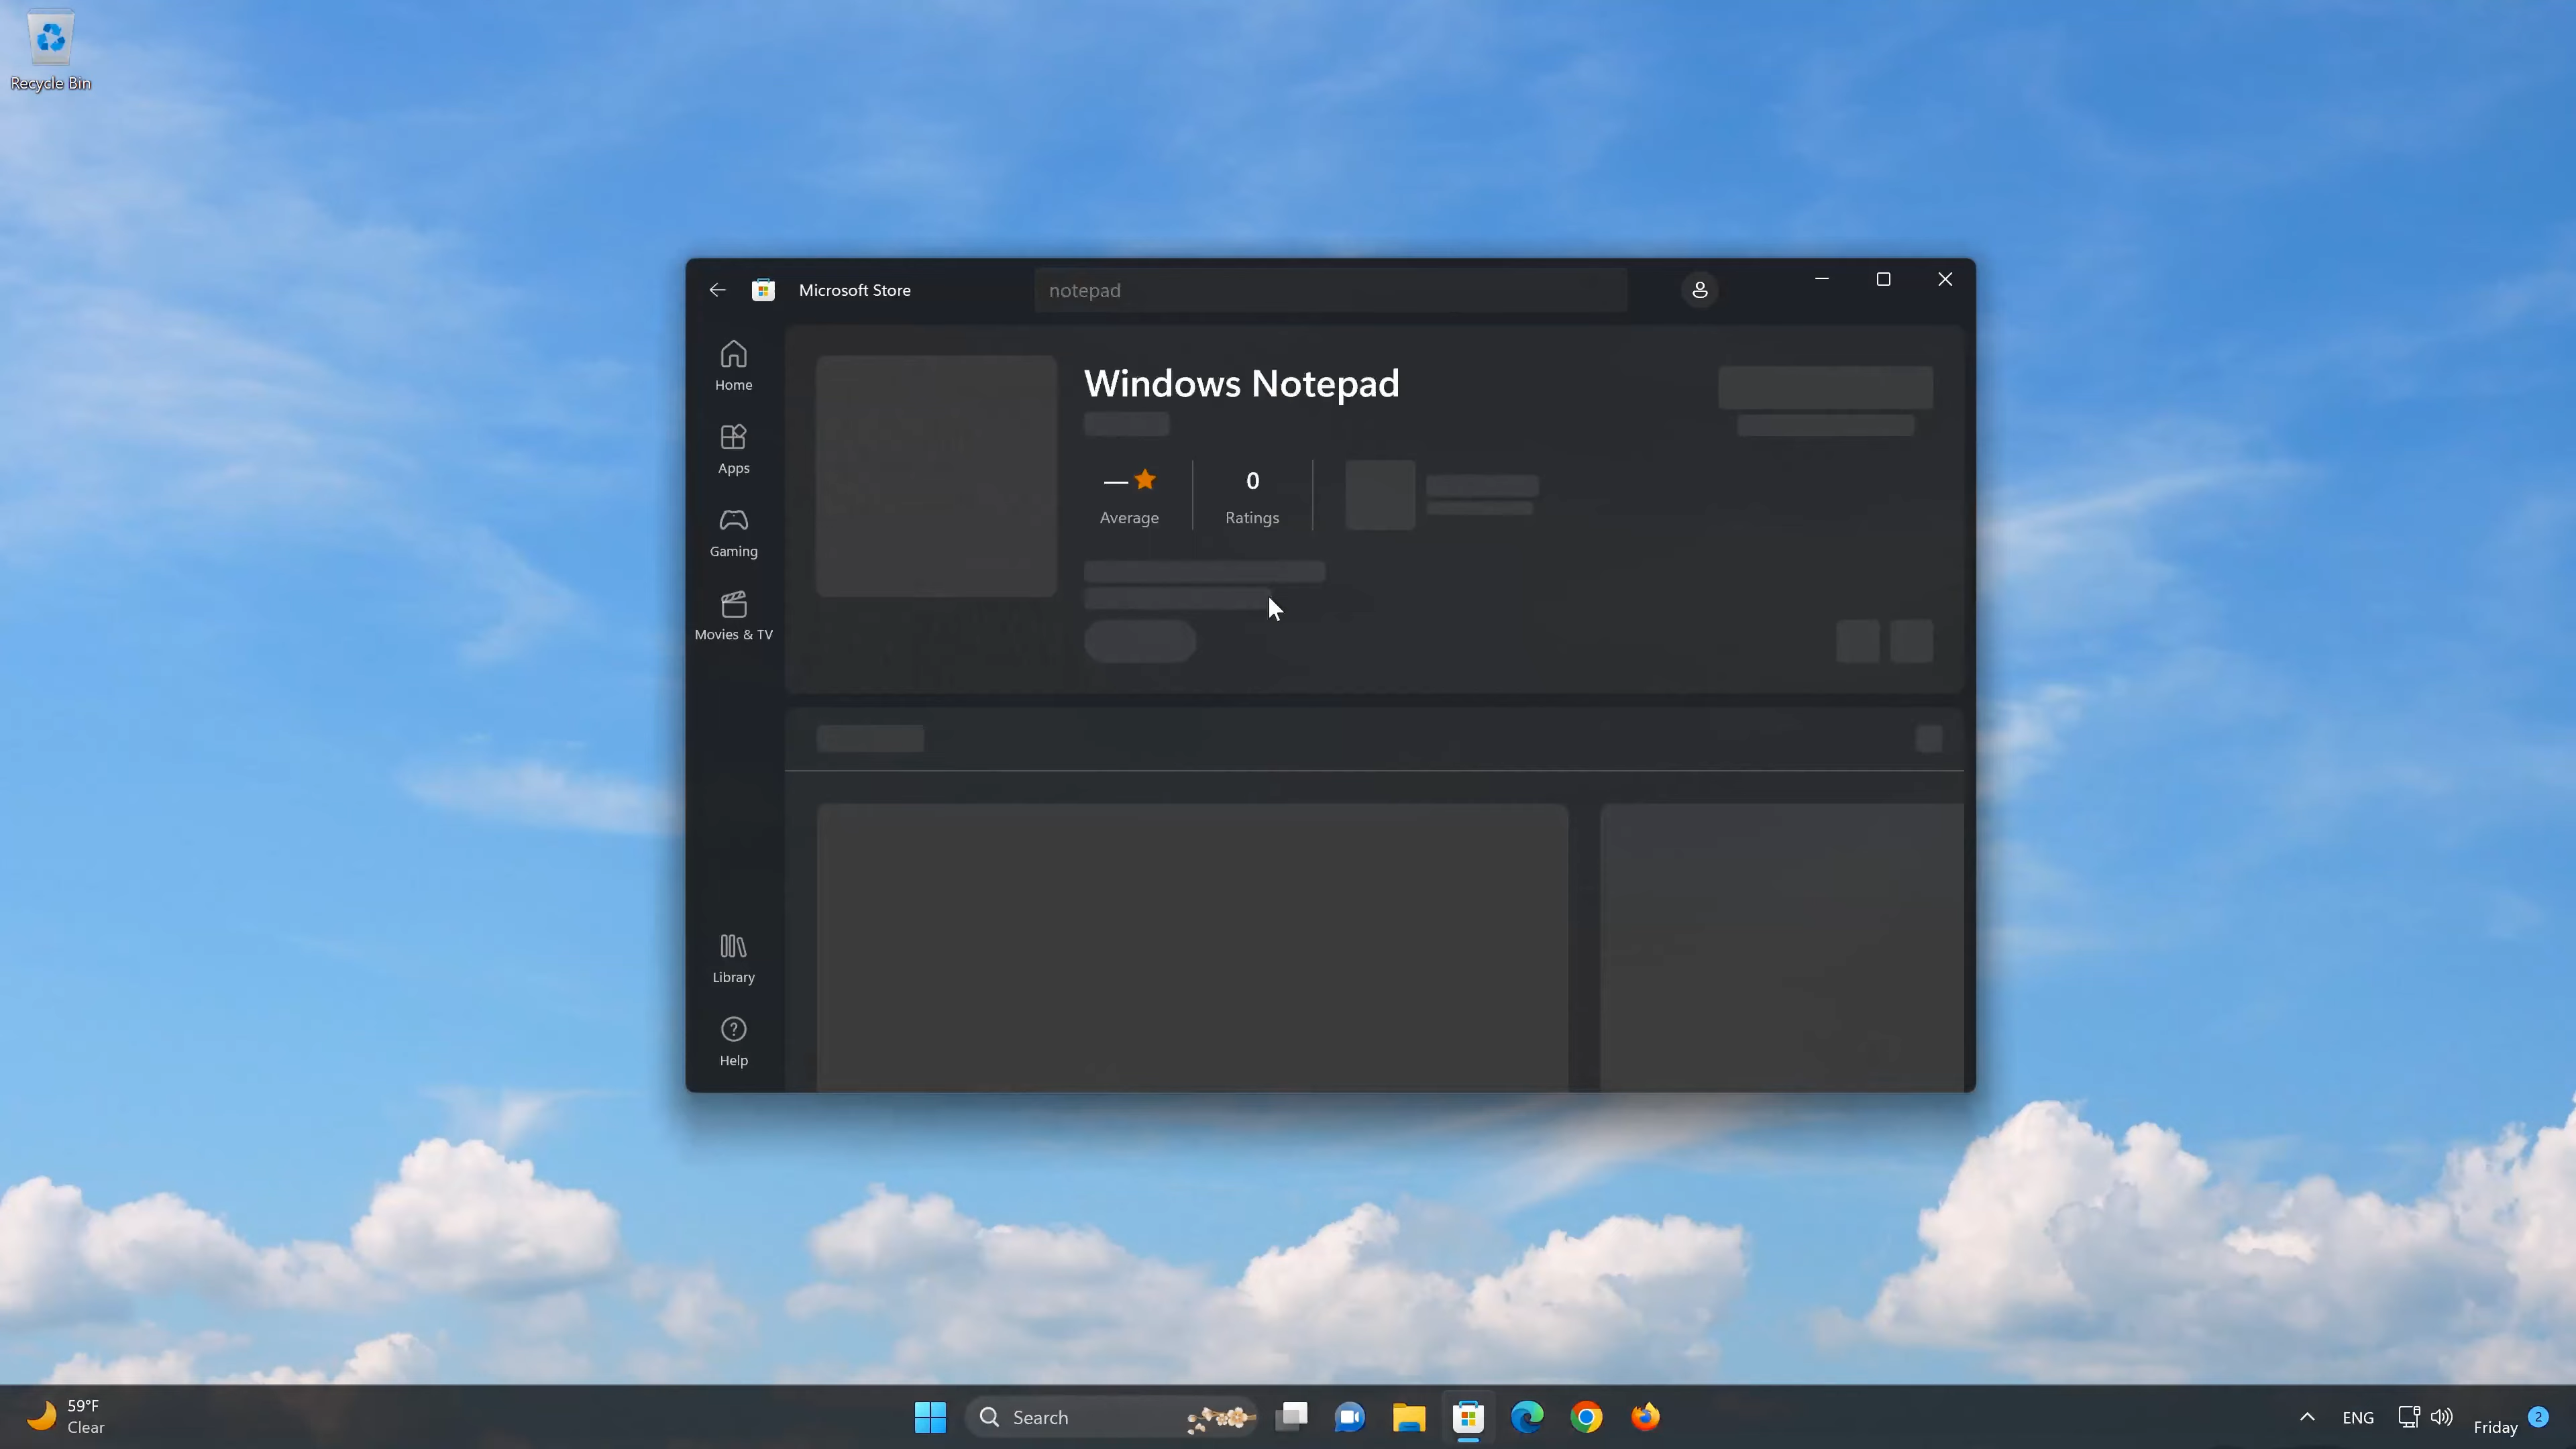 Recycle Bin
Microsoft Store
notepad
Home
Apps
Gaming
Movies & TV
Library
Help
Windows Notepad
0
Average
Ratings
59°F
Clear
Search
ENG
Friday
2